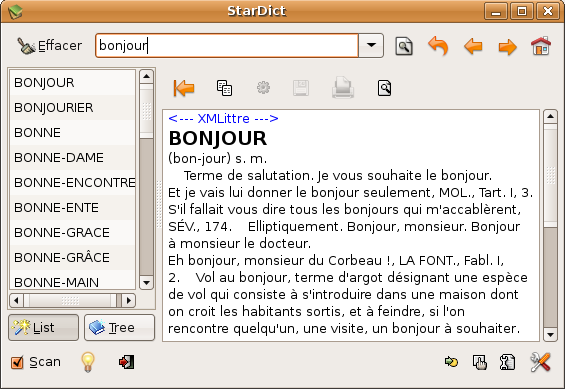 StarDict
Effacer
bonjour
BONJOUR
BONJOURIER
BONNE
BONNE-DAME
BONNE-ENCONTRE
BONNE-ENTE
BONNE-GRACE
BONNE-GRÂCE
BONNE-MAIN
List
Tree
<--- XMLittre --->
BONJOUR
(bon-jour) s. m.
Terme de salutation. Je vous souhaite le bonjour.
Et je vais lui donner le bonjour seulement, MOL., Tart. I, 3.
S'il fallait vous dire tous les bonjours qui m'accablèrent,
SÉV., 174. Elliptiquement. Bonjour, monsieur. Bonjour
à monsieur le docteur.
Eh bonjour, monsieur du Corbeau !, LA FONT., Fabl. I,
2. Vol au bonjour, terme d'argot désignant une espèce
de vol qui consiste à s'introduire dans une maison dont
on croit les habitants sortis, et à feindre, si l'on
rencontre quelqu'un, une visite, un bonjour à souhaiter.
Scan